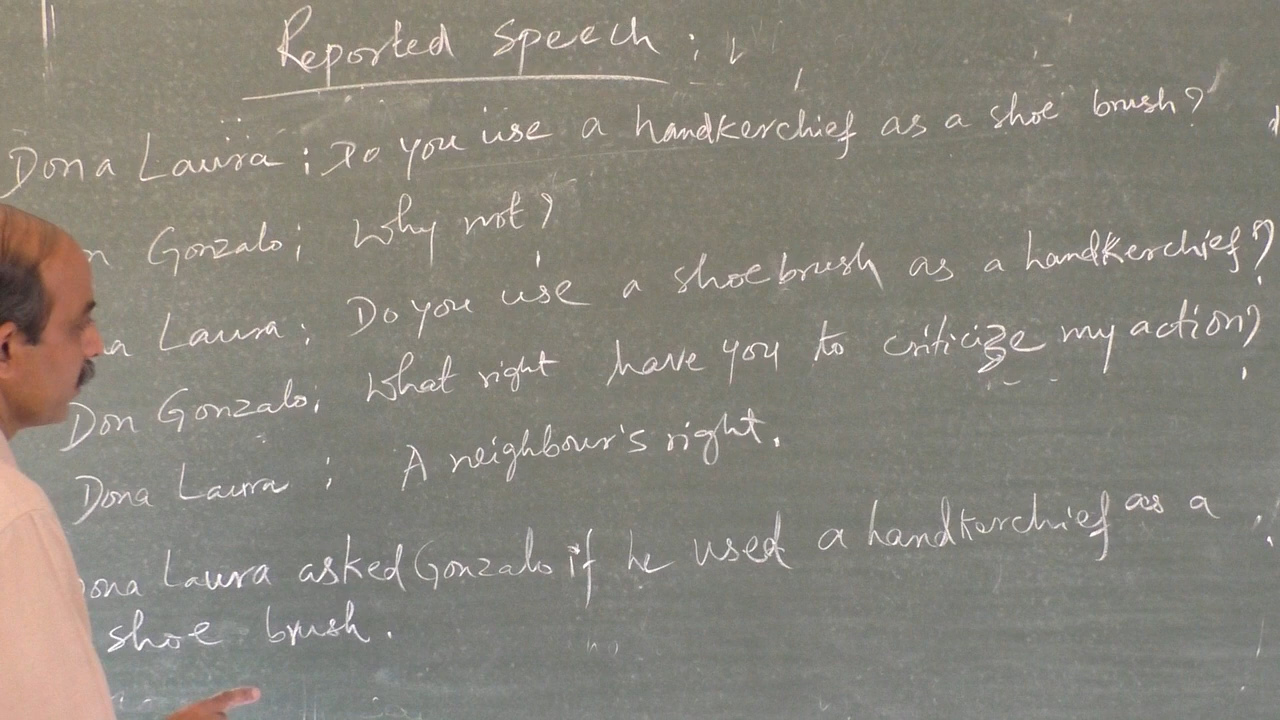 Reported Speech :
Dona Laura : Do you use a handkerchief as a shoe brush?
n Gonzalo : Why not?
na Laura : Do you use a shoebrush as a handkerchief?
Don Gonzalo : What right have you to criticize my action?
Dona Laura : A neighbour's right.
Dona Laura asked Gonzalo if he used a handkerchief as a
shoe brush.